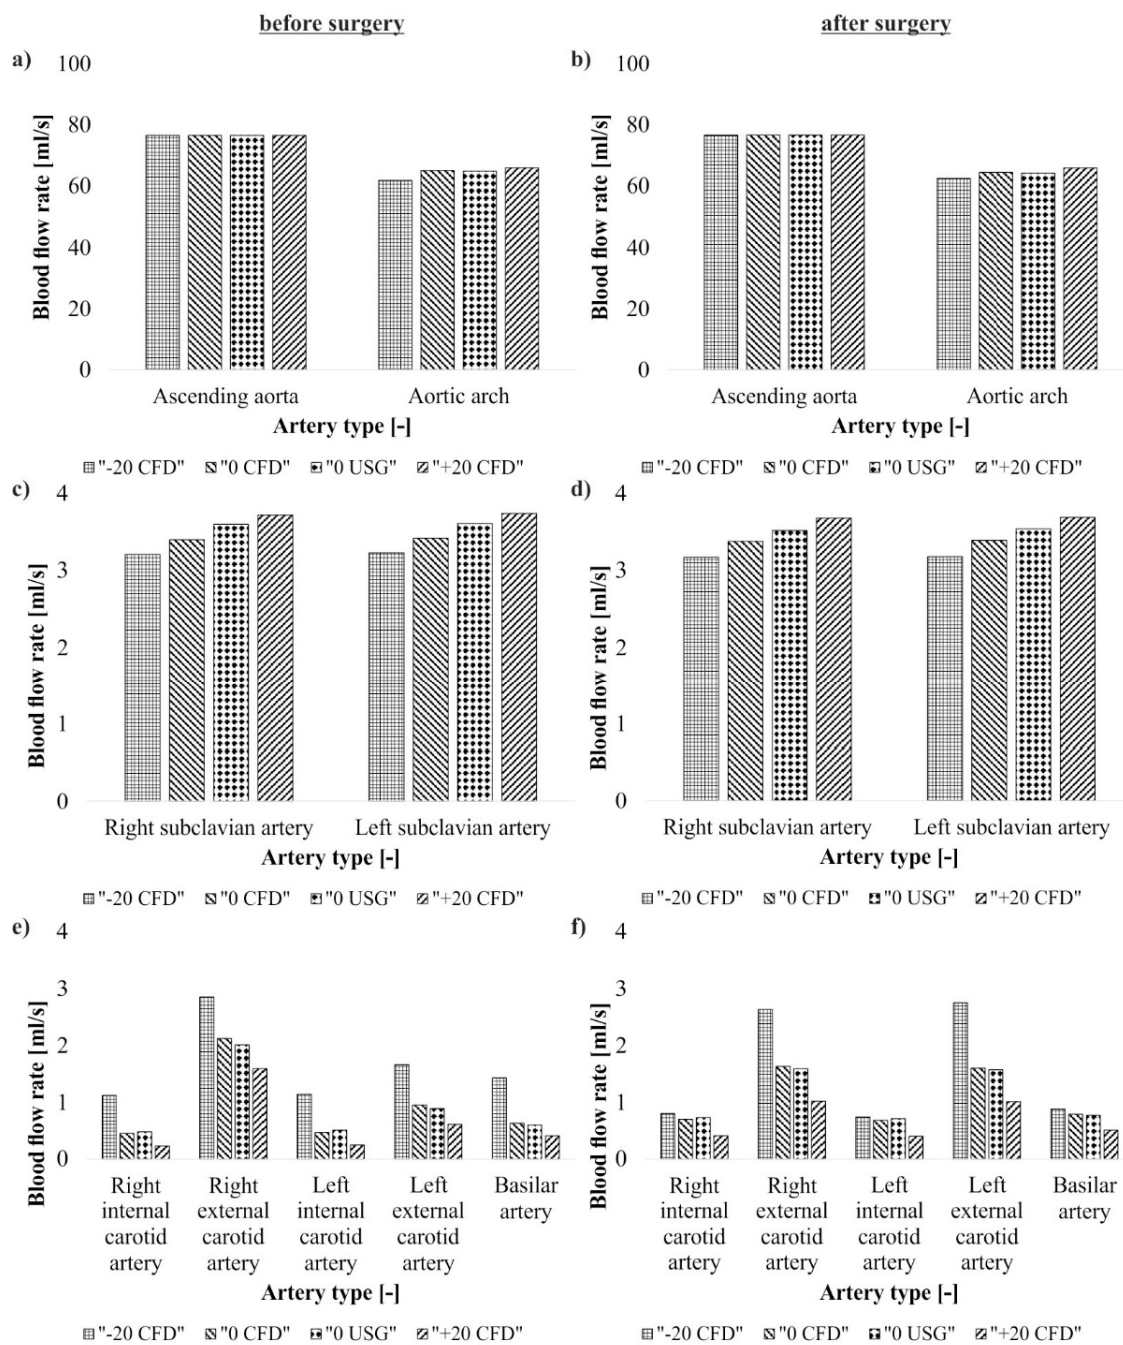 before surgery
after surgery
a)
b)
100
80
60
40
20
0
Blood flow rate [ml/s]
Ascending aorta
Aortic arch
Artery type [-]
"-20 CFD" "0 CFD" "0 USG" "+20 CFD"
100
80
60
40
20
0
Blood flow rate [ml/s]
Ascending aorta
Aortic arch
Artery type [-]
"-20 CFD" "0 CFD" "0 USG" "+20 CFD"
c)
4
3
2
1
0
Blood flow rate [ml/s]
Right subclavian artery
Left subclavian artery
Artery type [-]
"-20 CFD" "0 CFD" "0 USG" "+20 CFD"
d)
4
3
2
1
0
Blood flow rate [ml/s]
Right subclavian artery
Left subclavian artery
Artery type [-]
"-20 CFD" "0 CFD" "0 USG" "+20 CFD"
e)
4
3
2
1
0
Blood flow rate [ml/s]
Right
internal
carotid
artery
Right
external
carotid
artery
Left
internal
carotid
artery
Left
external
carotid
artery
Basilar
artery
Artery type [-]
"-20 CFD" "0 CFD" "0 USG" "+20 CFD"
f)
4
3
2
1
0
Blood flow rate [ml/s]
Right
internal
carotid
artery
Right
external
carotid
artery
Left
internal
carotid
artery
Left
external
carotid
artery
Basilar
artery
Artery type [-]
"-20 CFD" "0 CFD" "0 USG" "+20 CFD"